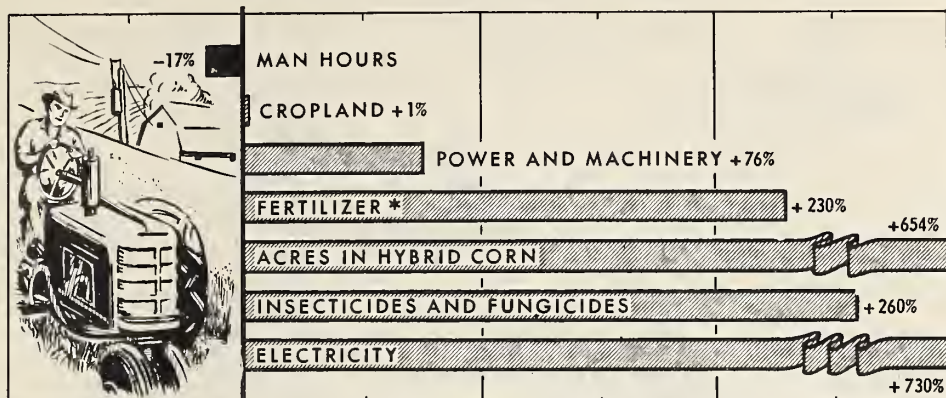 -17% MAN HOURS
CROPLAND +1%
POWER AND MACHINERY +76%
FERTILIZER * +230%
+654%
ACRES IN HYBRID CORN
INSECTICIDES AND FUNGICIDES +260%
ELECTRICITY
+730%